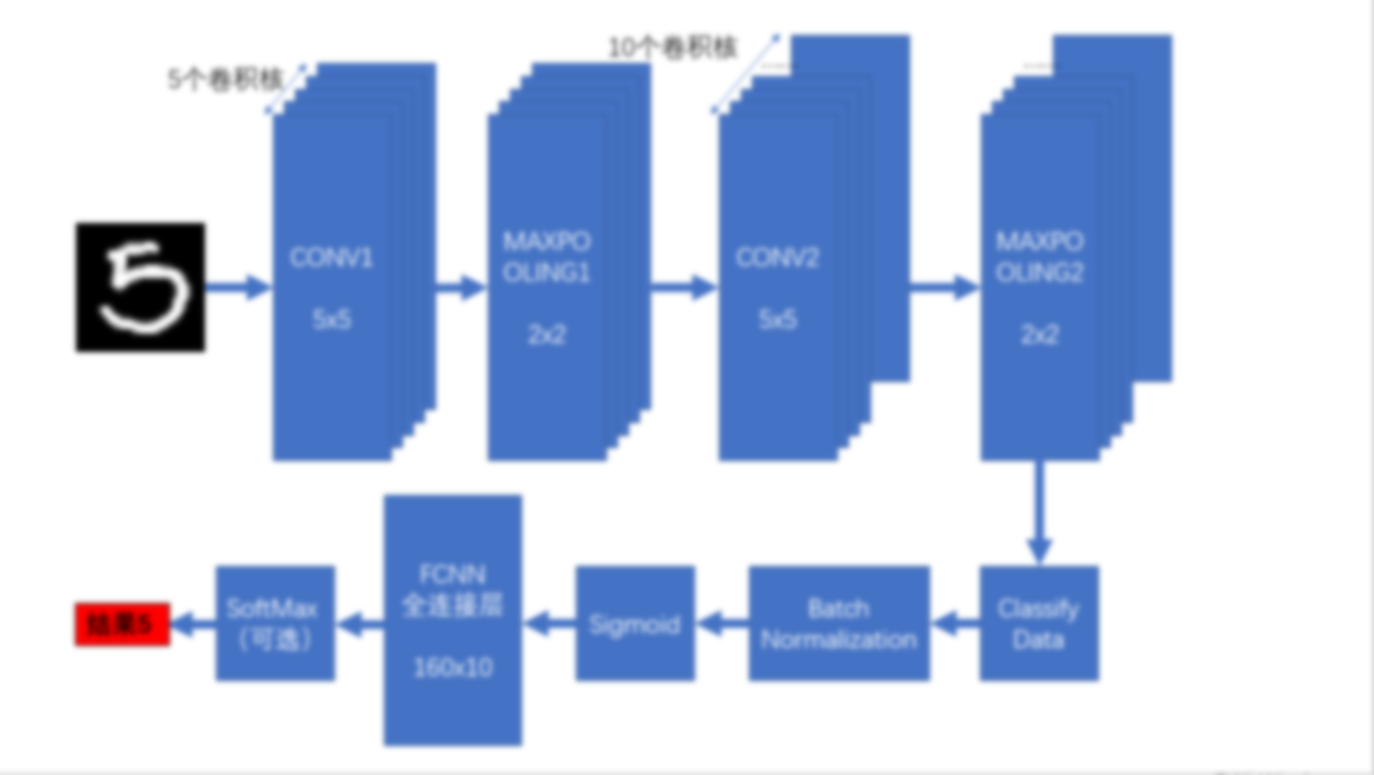 5个卷积核
10个卷积核
5
CONV1
5x5
MAXPO
OLING1
2x2
CONV2
5x5
MAXPO
OLING2
2x2
结果5
SoftMax
（可选）
FCNN
全连接层
160x10
Sigmoid
Batch
Normalization
Classify
Data